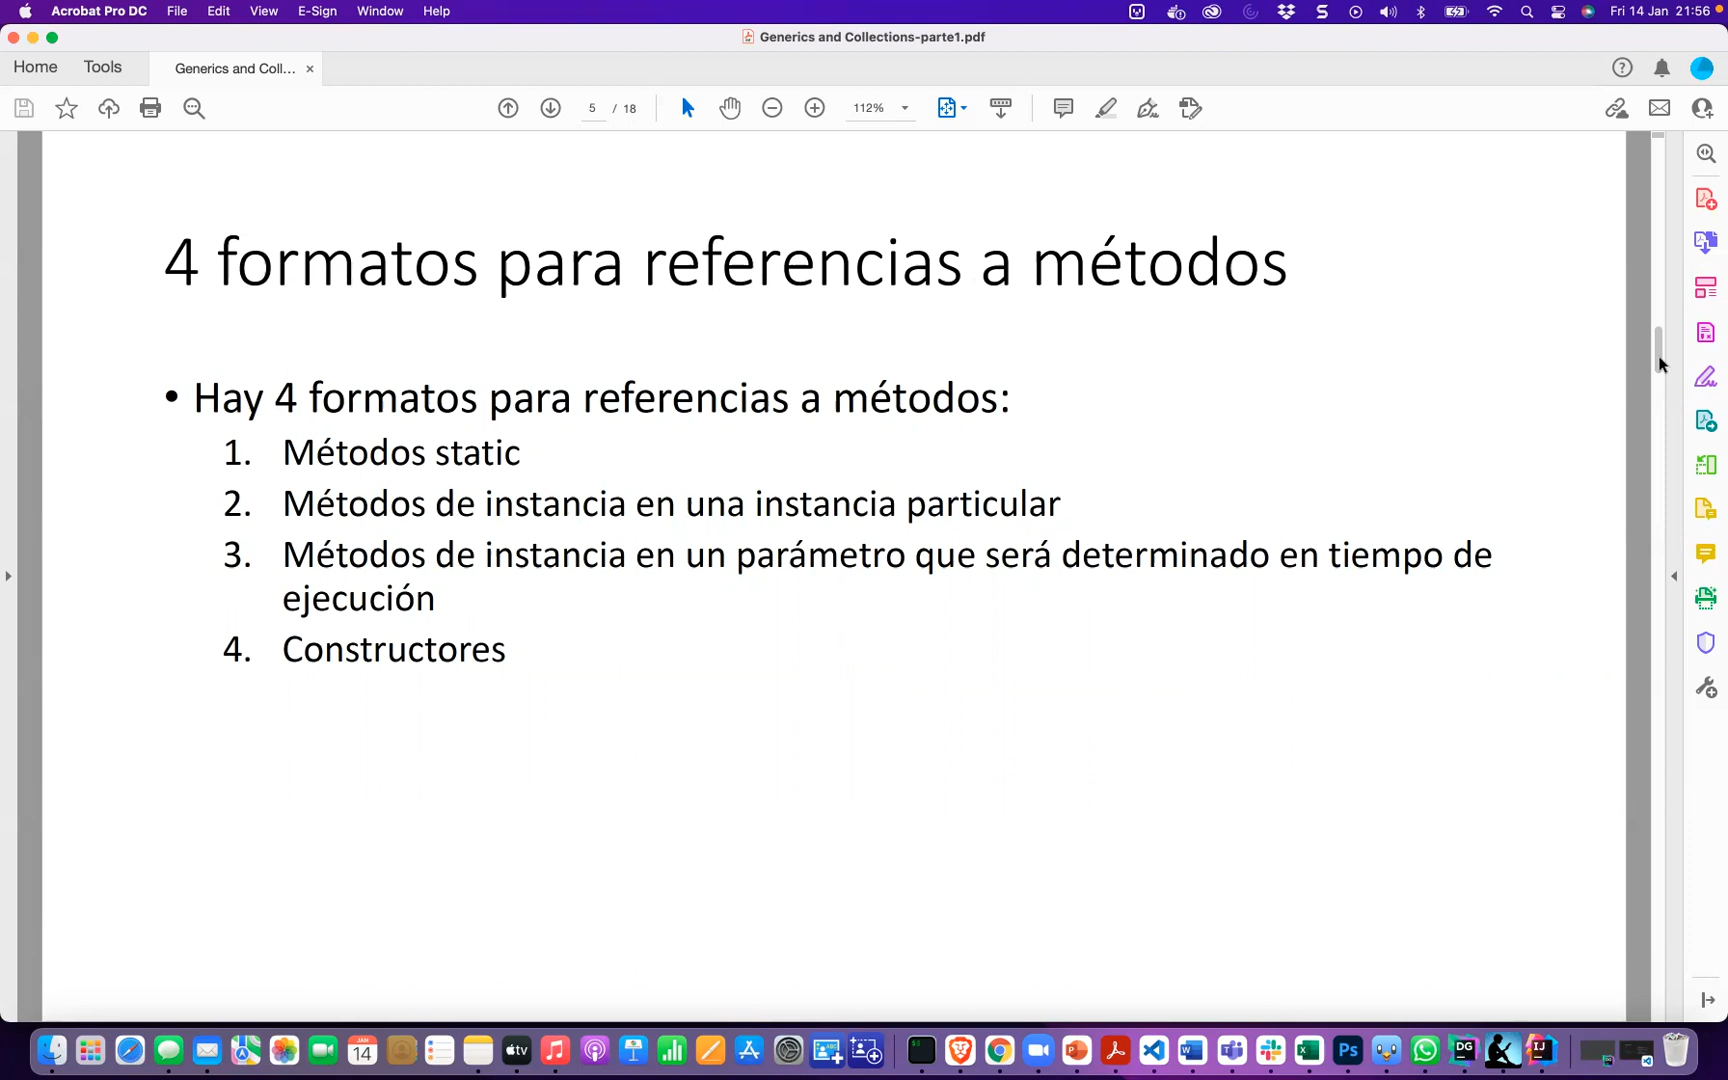 Acrobat Pro DC File Edit View E-Sign Window Help Fri 14 Jan 21:56
Generics and Collections-parte1.pdf
Home Tools Generics and Coll...
5 / 18 112%
4 formatos para referencias a métodos
• Hay 4 formatos para referencias a métodos:
1. Métodos static
2. Métodos de instancia en una instancia particular
3. Métodos de instancia en un parámetro que será determinado en tiempo de
ejecución
4. Constructores